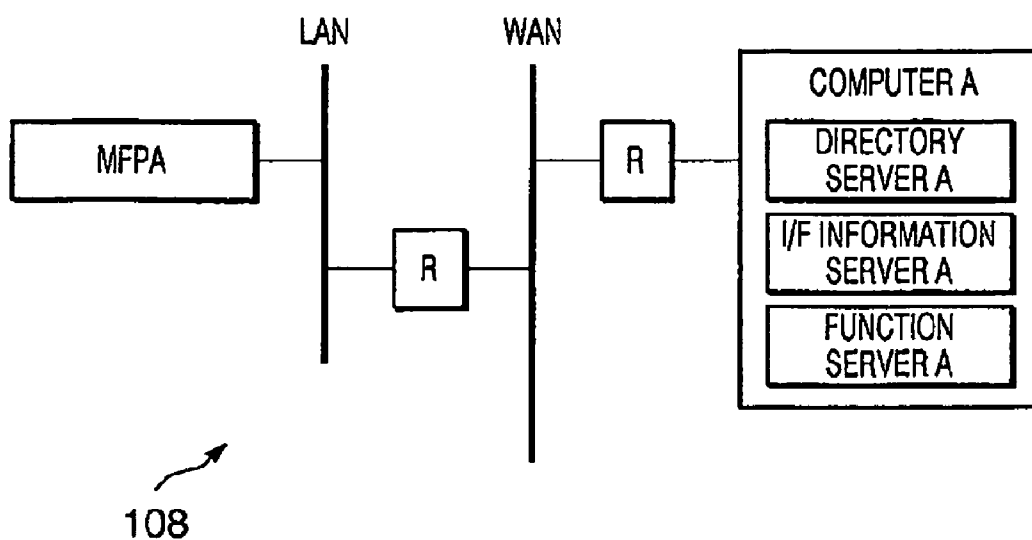 LAN
WAN
MFPA
R
R
COMPUTER A
DIRECTORY
SERVER A
I/F INFORMATION
SERVER A
FUNCTION
SERVER A
108